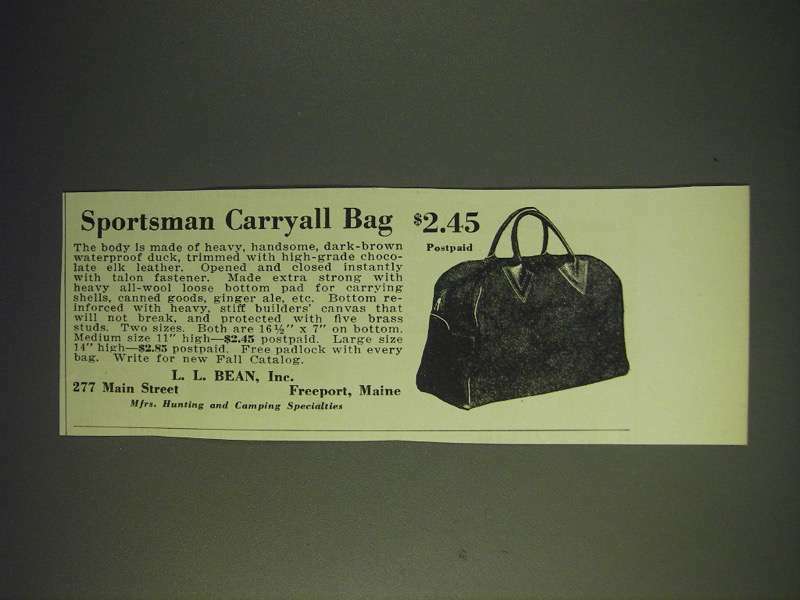 Sportsman Carryall Bag $2.45
Postpaid
The body is made of heavy, handsome, dark-brown
waterproof duck, trimmed with high-grade choco-
late elk leather. Opened and closed instantly
with talon fastener. Made extra strong with
heavy all-wool loose bottom pad for carrying
shells, canned goods, ginger ale, etc. Bottom re-
inforced with heavy, stiff builders' canvas that
will not break, and protected with five brass
studs. Two sizes. Both are 16½" x 7" on bottom.
Medium size 11" high—$2.45 postpaid. Large size
14" high—$2.85 postpaid. Free padlock with every
bag. Write for new Fall Catalog.
L. L. BEAN, Inc.
277 Main Street Freeport, Maine
Mfrs. Hunting and Camping Specialties